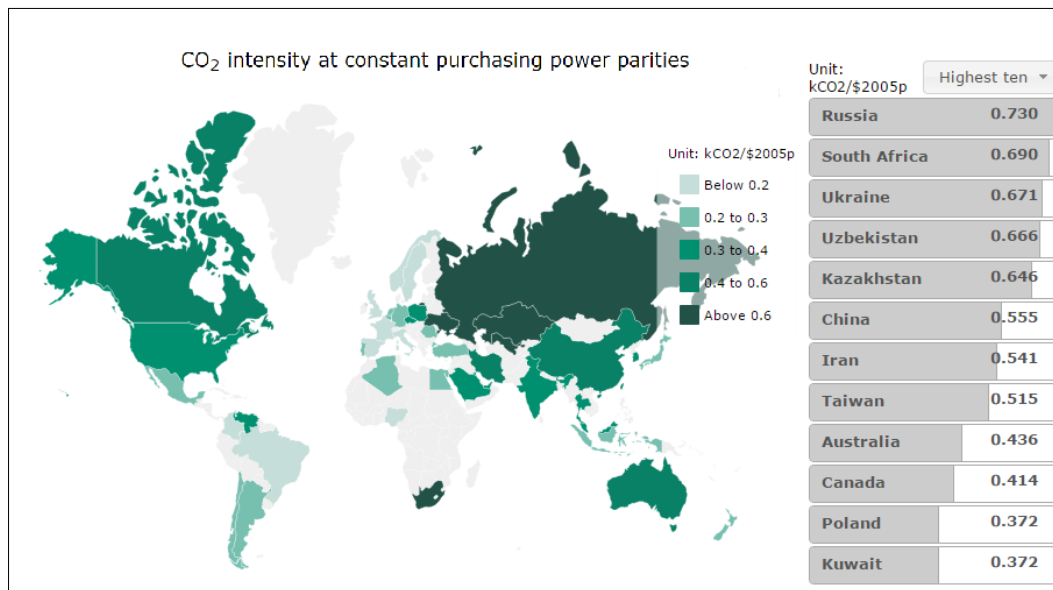 CO₂ intensity at constant purchasing power parities
Unit: kCO2/$2005p
Below 0.2
0.2 to 0.3
0.3 to 0.4
0.4 to 0.6
Above 0.6
Unit:
kCO2/$2005p
Highest ten
Russia 0.730
South Africa 0.690
Ukraine 0.671
Uzbekistan 0.666
Kazakhstan 0.646
China 0.555
Iran 0.541
Taiwan 0.515
Australia 0.436
Canada 0.414
Poland 0.372
Kuwait 0.372